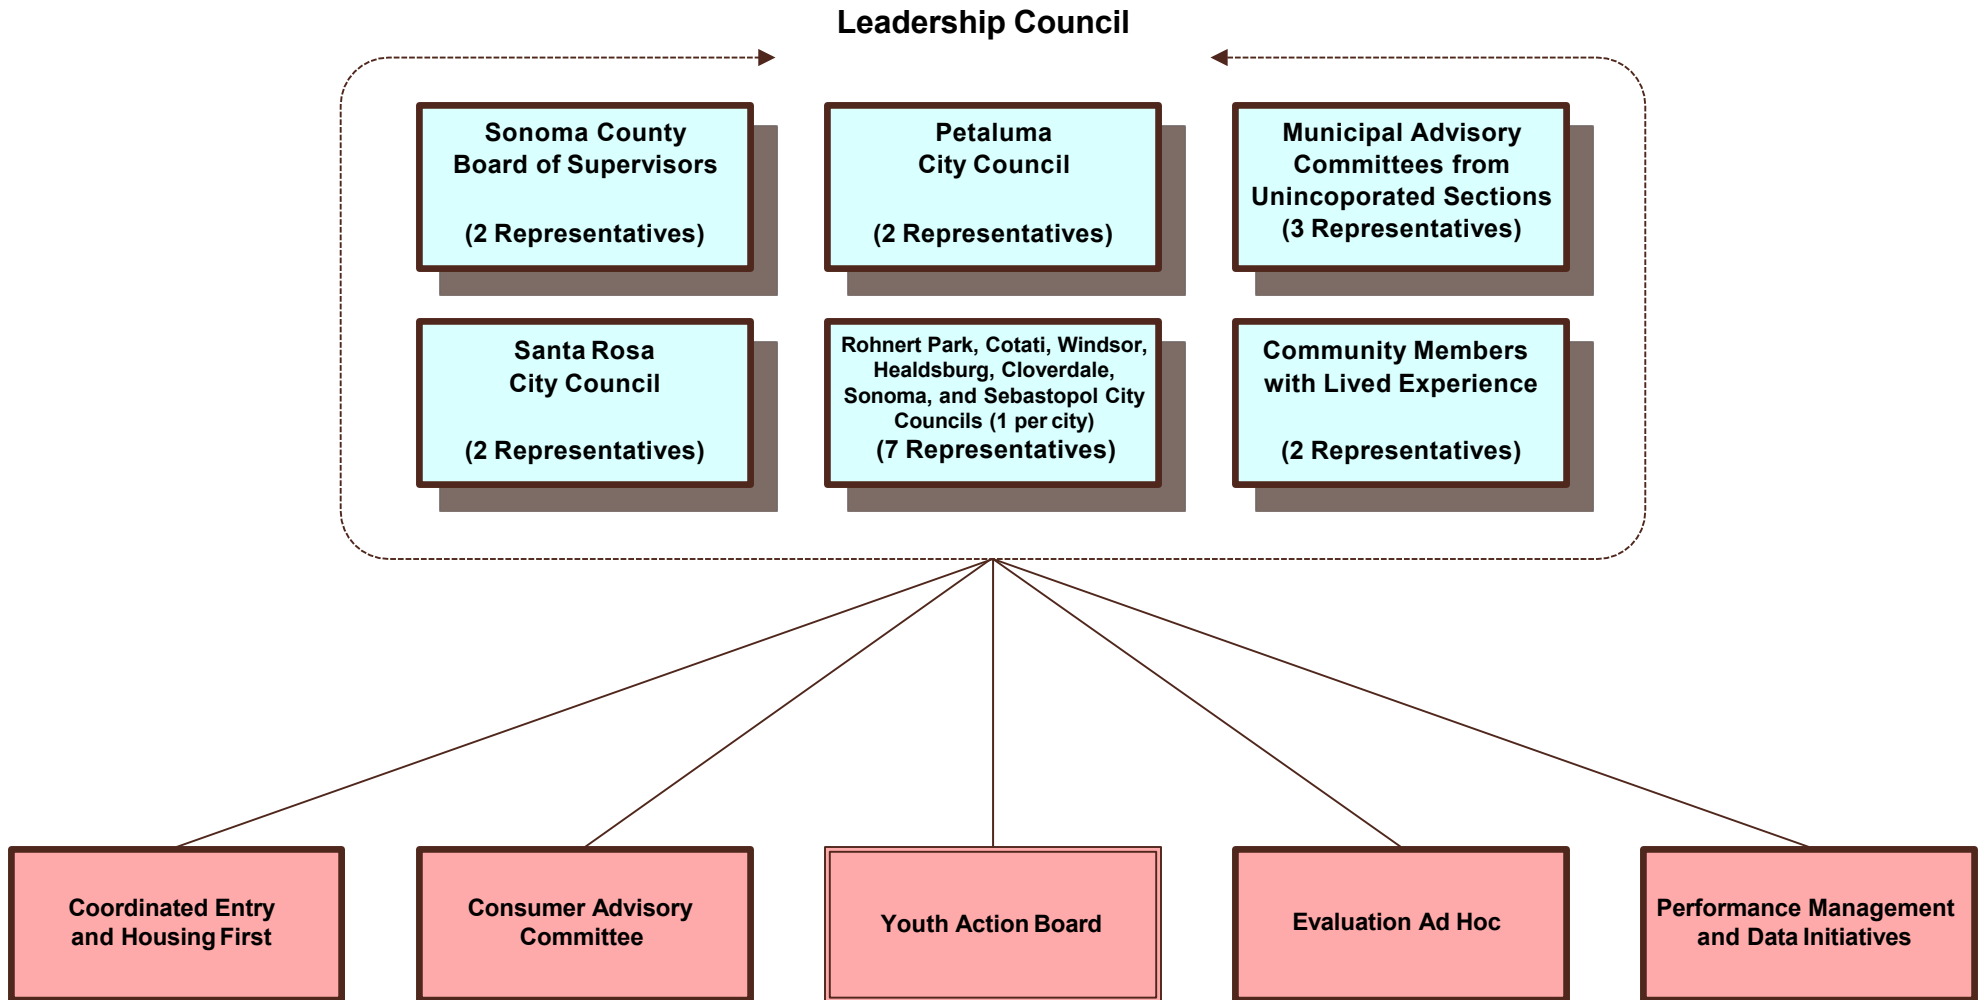 Leadership Council
Sonoma County
Board of Supervisors
(2 Representatives)
Petaluma
City Council
(2 Representatives)
Municipal Advisory
Committees from
Unincoporated Sections
(3 Representatives)
Santa Rosa
City Council
(2 Representatives)
Rohnert Park, Cotati, Windsor,
Healdsburg, Cloverdale,
Sonoma, and Sebastopol City
Councils (1 per city)
(7 Representatives)
Community Members
with Lived Experience
(2 Representatives)
Coordinated Entry
and Housing First
Consumer Advisory
Committee
Youth Action Board
Evaluation Ad Hoc
Performance Management
and Data Initiatives